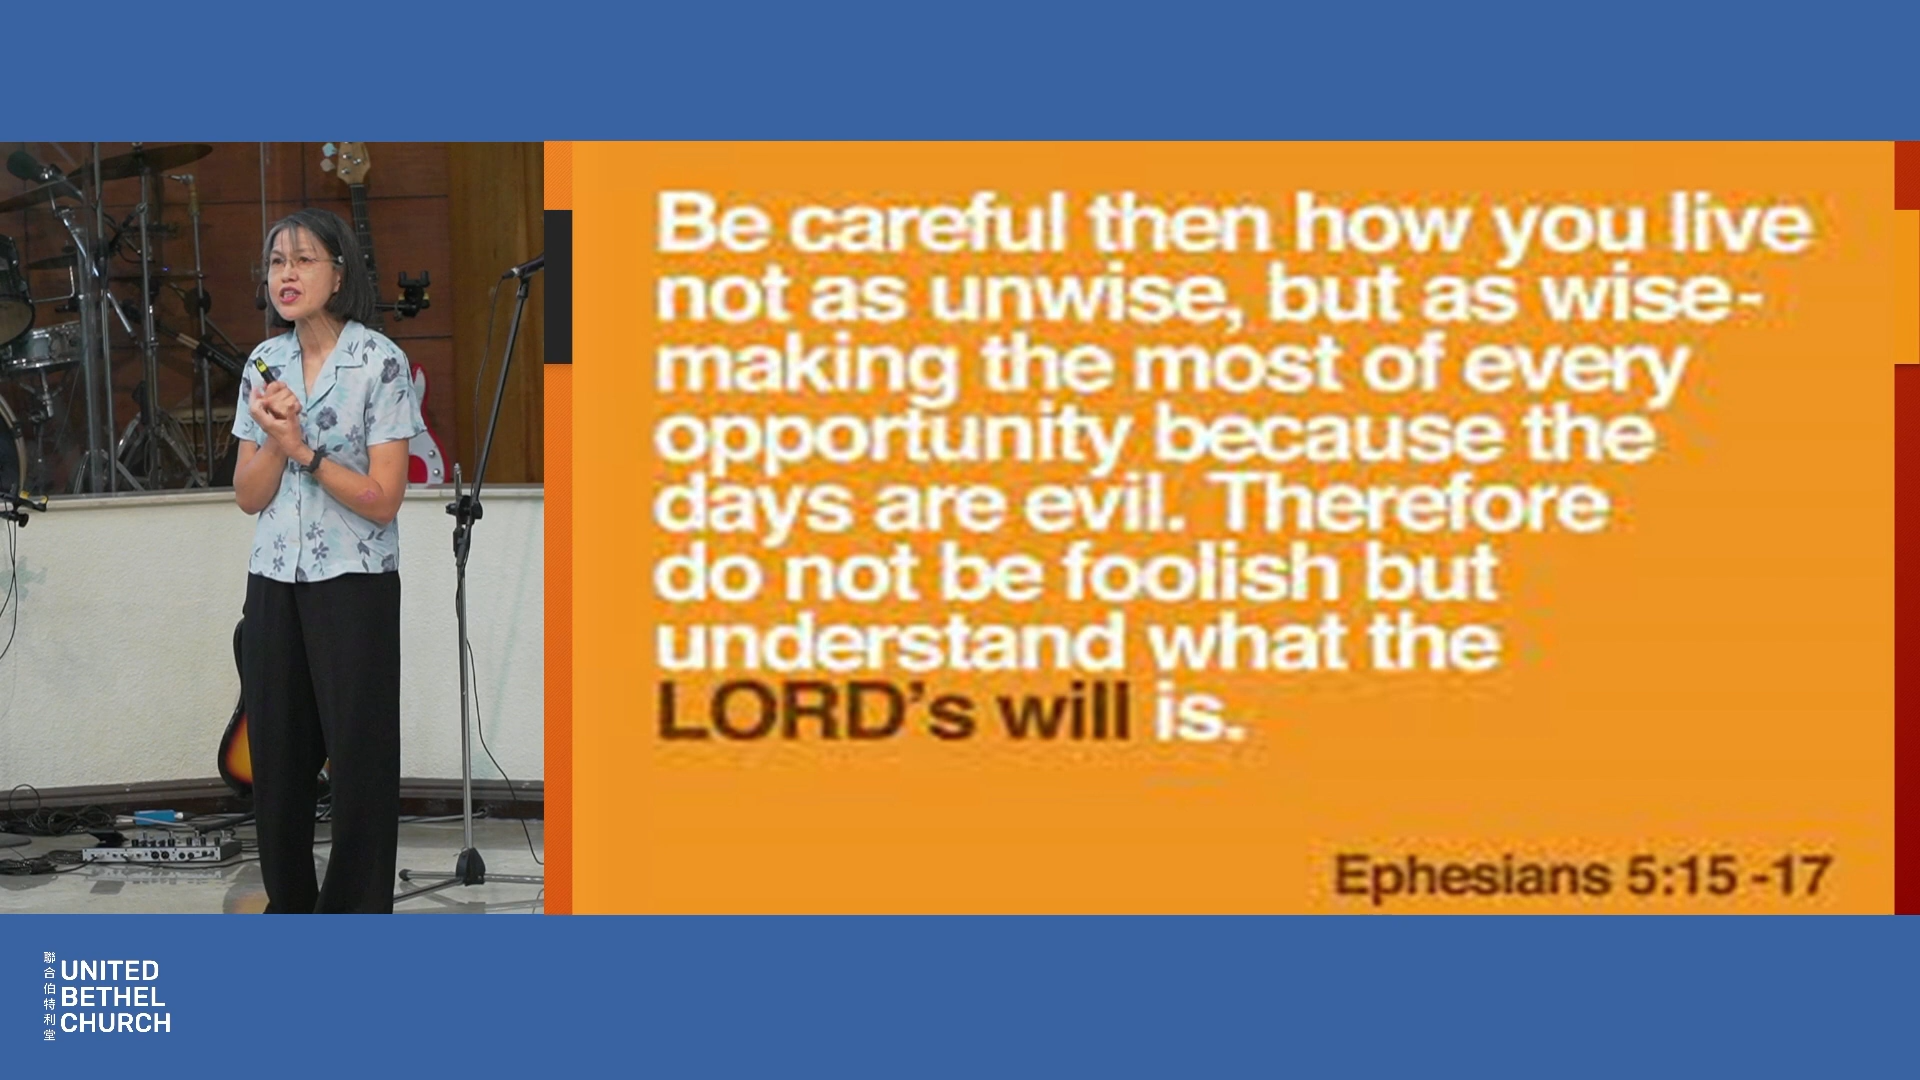 Be careful then how you live
not as unwise, but as wise-
making the most of every
opportunity because the
days are evil. Therefore
do not be foolish but
understand what the
LORD's will is.
Ephesians 5:15 -17
聯合伯特利堂
UNITED
BETHEL
CHURCH